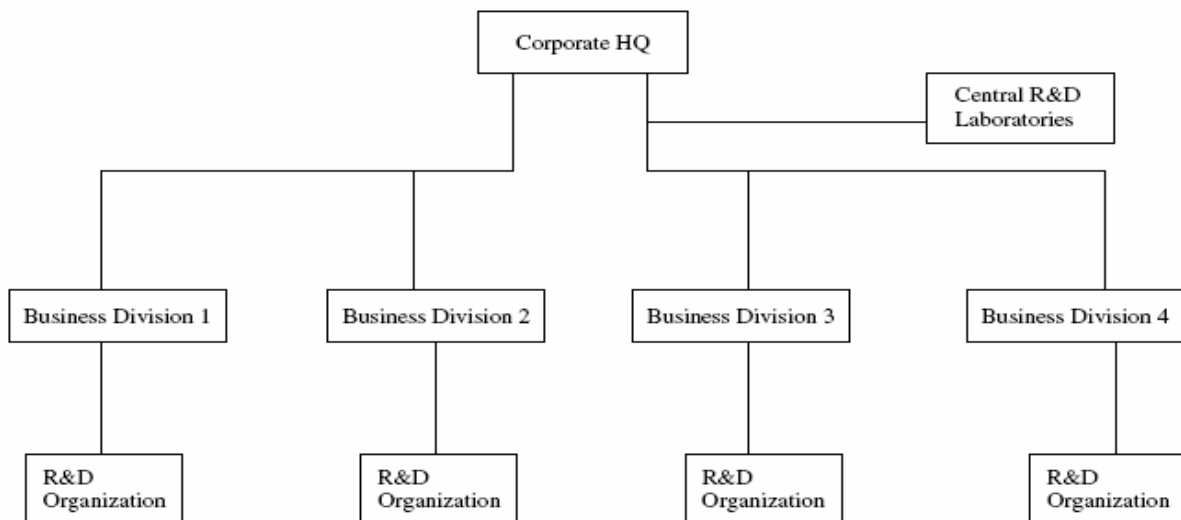 Corporate HQ
Central R&D
Laboratories
Business Division 1
Business Division 2
Business Division 3
Business Division 4
R&D
Organization
R&D
Organization
R&D
Organization
R&D
Organization